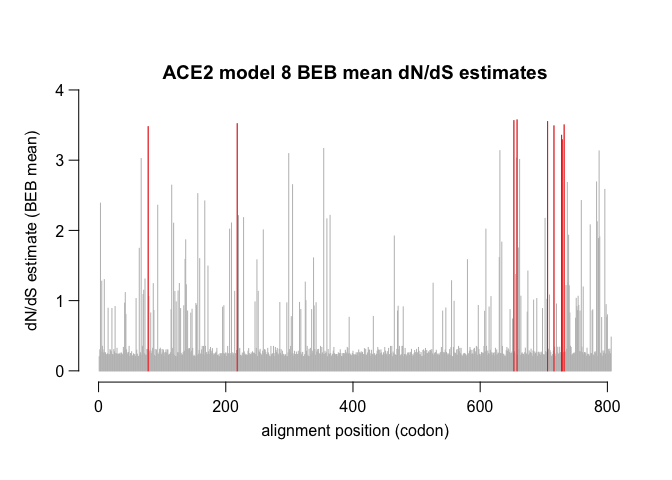 ACE2 model 8 BEB mean dN/dS estimates
4
3
2
1
0
dN/dS estimate (BEB mean)
0 200 400 600 800
alignment position (codon)